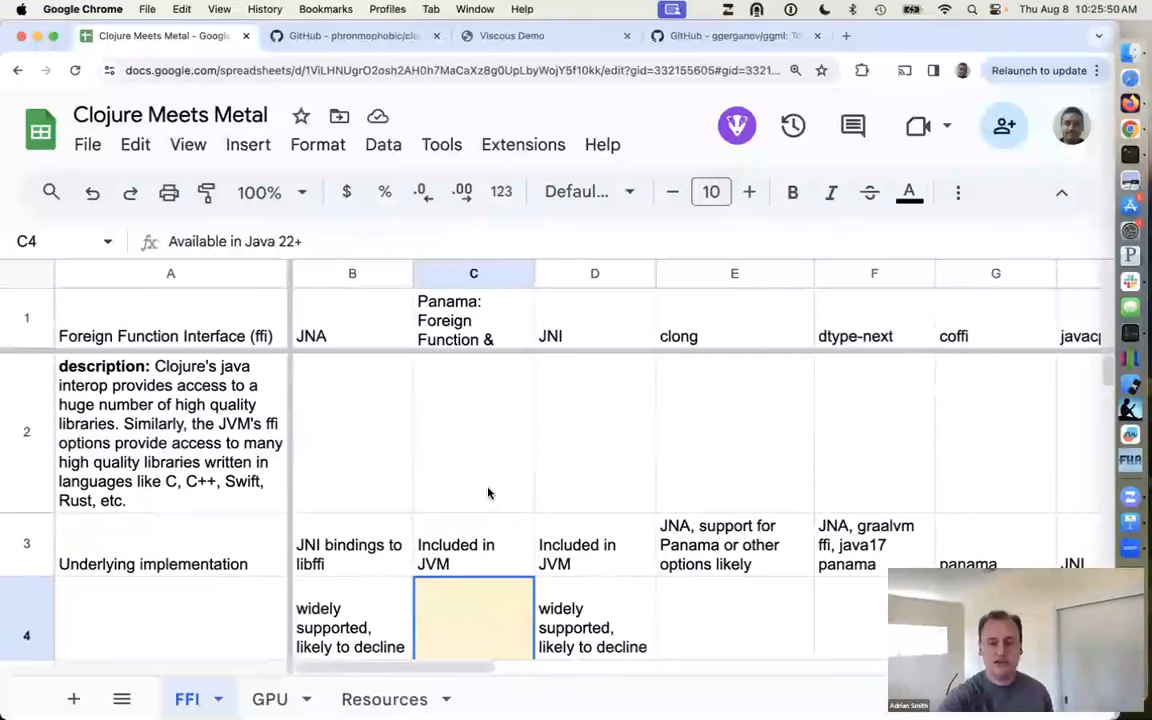 Google Chrome File Edit View History Bookmarks Profiles Tab Window Help Thu Aug 8 10:25:50 AM
Clojure Meets Metal - Google GitHub - phronmophobic/clo Viscous Demo GitHub - ggerganov/ggml: Te
docs.google.com/spreadsheets/d/1ViLHNUgrO2osh2AH0h7MaCaXz8g0UpLbyWojY5f10kk/edit?gid=332155605#gid=3321... Relaunch to update
Clojure Meets Metal
File Edit View Insert Format Data Tools Extensions Help
100% $ % .0 .00 123 Defaul... 10 B I A
C4 fx Available in Java 22+
A B C D E F G
1
Panama:
Foreign
Foreign Function Interface (ffi) JNA Function & JNI clong dtype-next coffi javacp
2
description: Clojure's java
interop provides access to a
huge number of high quality
libraries. Similarly, the JVM's ffi
options provide access to many
high quality libraries written in
languages like C, C++, Swift,
Rust, etc.
3
Underlying implementation
JNI bindings to
libffi
Included in
JVM
Included in
JVM
JNA, support for
Panama or other
options likely
JNA, graalvm
ffi, java17
panama
panama
JNI
4
widely
supported,
likely to decline
widely
supported,
likely to decline
FFI GPU Resources
Adrian Smith
FHA
zoom